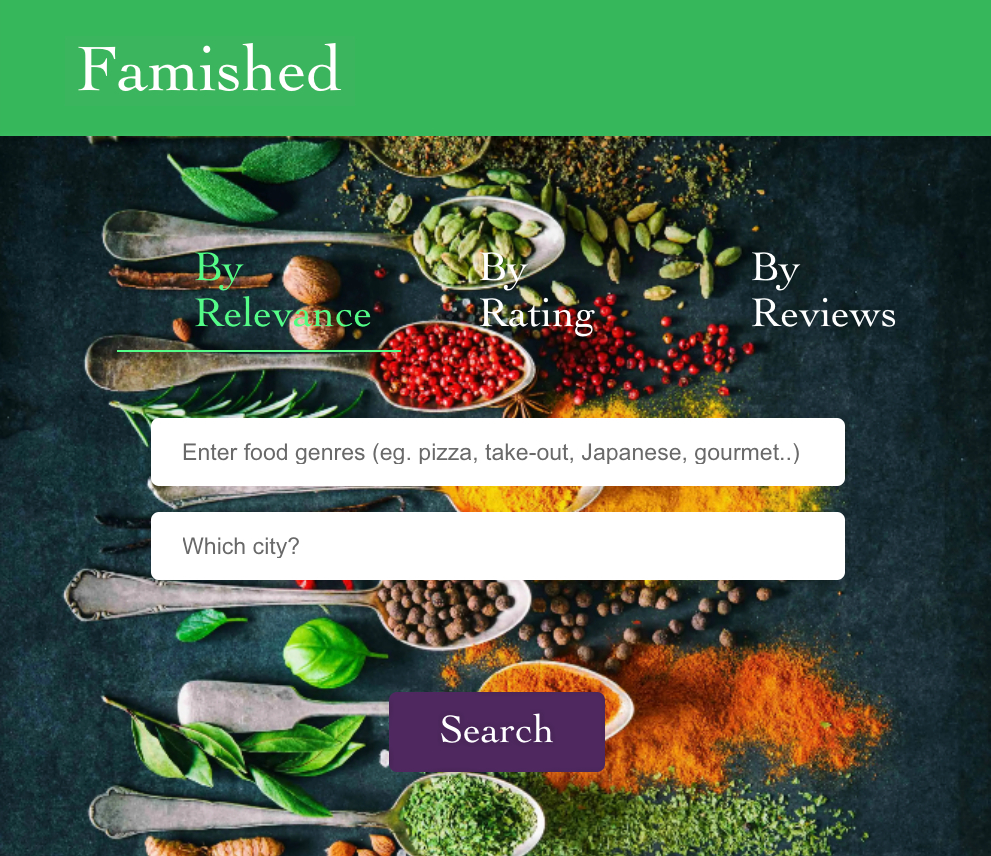 Famished
By
Relevance
By
Rating
By
Reviews
Enter food genres (eg. pizza, take-out, Japanese, gourmet..)
Which city?
Search